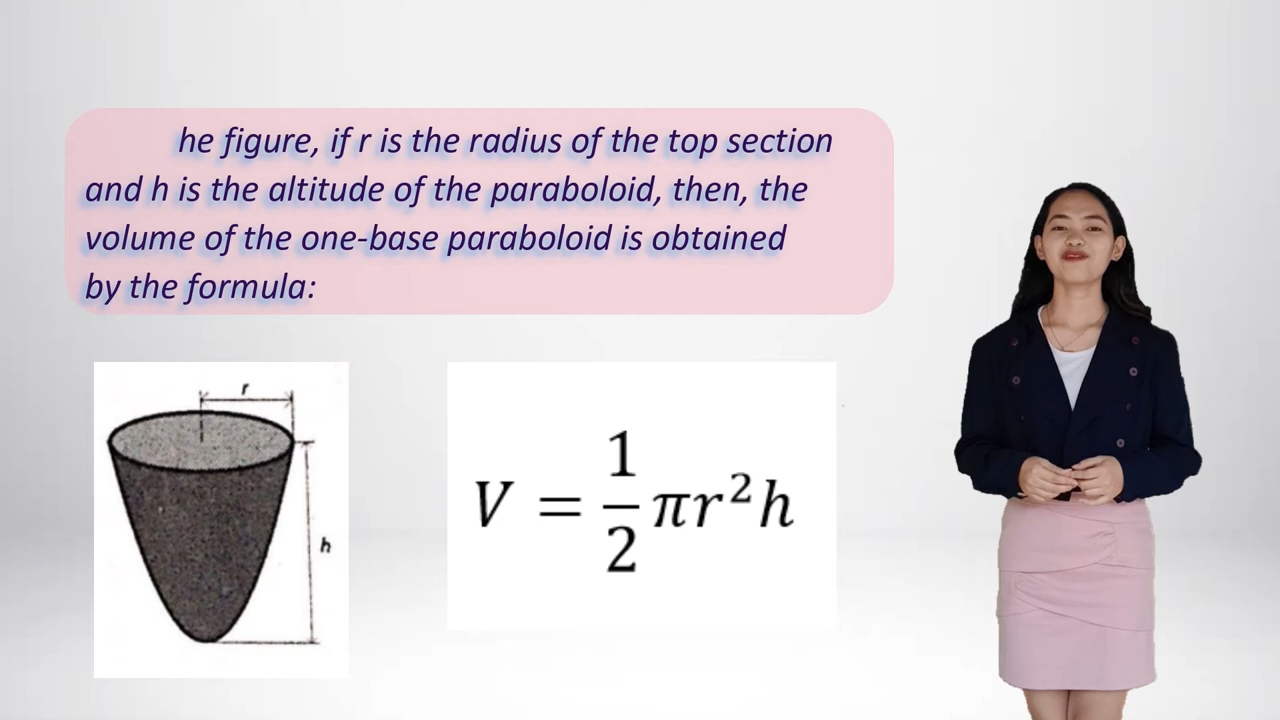 he figure, if r is the radius of the top section
and h is the altitude of the paraboloid, then, the
volume of the one-base paraboloid is obtained
by the formula:
r
h
V = 1/2 πr²h